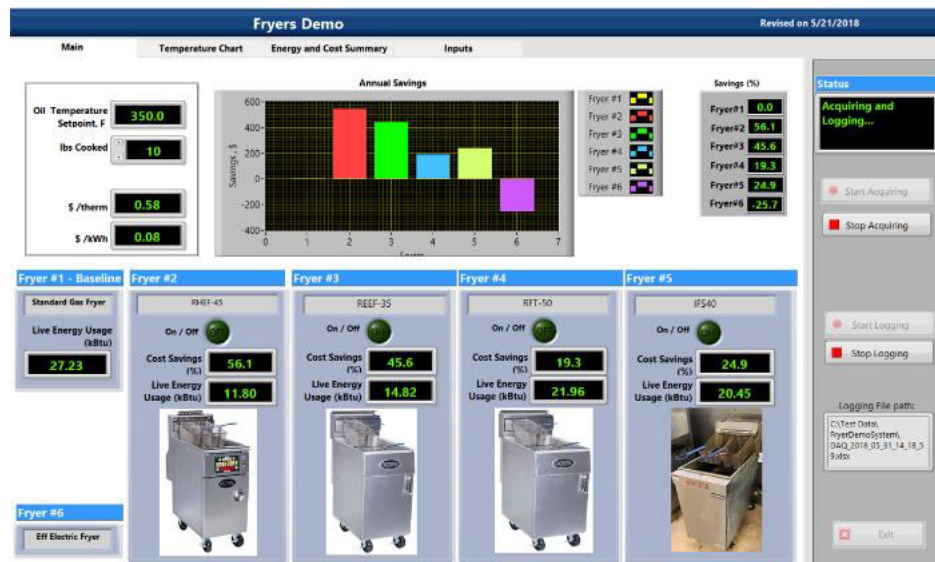 Fryers Demo
Revised on 5/21/2018
Main
Temperature Chart
Energy and Cost Summary
Inputs
Oil Temperature
Setpoint, F
350.0
lbs Cooked
10
$ /therm
0.58
$ /kWh
0.08
Annual Savings
Savings , $
600
400
200
0
-200
-400
0 1 2 3 4 5 6 7
Fryer #1
Fryer #2
Fryer #3
Fryer #4
Fryer #5
Fryer #6
Savings (%)
Fryer#1 0.0
Fryer#2 56.1
Fryer#3 45.6
Fryer#4 19.3
Fryer#5 24.9
Fryer#6 -25.7
Status
Acquiring and
Logging...
Start Acquiring
Stop Acquiring
Start Logging
Stop Logging
Logging File path:
C:\Test Data\
FryerDemoSystem\
DAQ_2018_05_31_14_18_5
9.xlsx
Exit
Fryer #1 - Baseline
Standard Gas Fryer
Live Energy Usage
(kBtu)
27.23
Fryer #6
Eff Electric Fryer
Fryer #2
RHEF-45
On / Off
OFF
Cost Savings
(%)
56.1
Live Energy
Usage (kBtu)
11.80
Fryer #3
REEF-35
On / Off
OFF
Cost Savings
(%)
45.6
Live Energy
Usage (kBtu)
14.82
Fryer #4
RFT-50
On / Off
OFF
Cost Savings
(%)
19.3
Live Energy
Usage (kBtu)
21.96
Fryer #5
IFS40
On / Off
OFF
Cost Savings
(%)
24.9
Live Energy
Usage (kBtu)
20.45